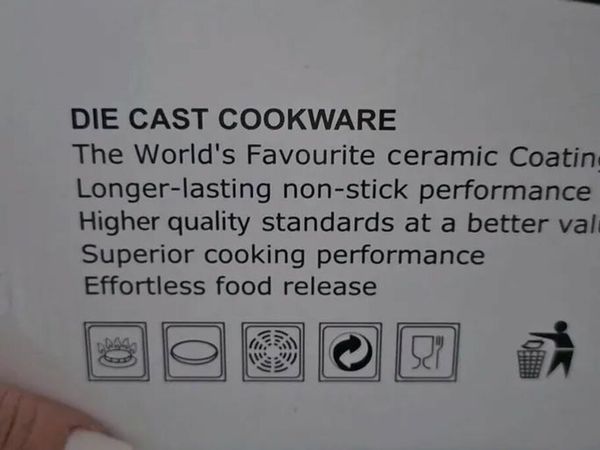 DIE CAST COOKWARE
The World's Favourite ceramic
Longer-lasting non-stick performance
Higher quality standards at a better
Superior cooking performance
Effortless food release